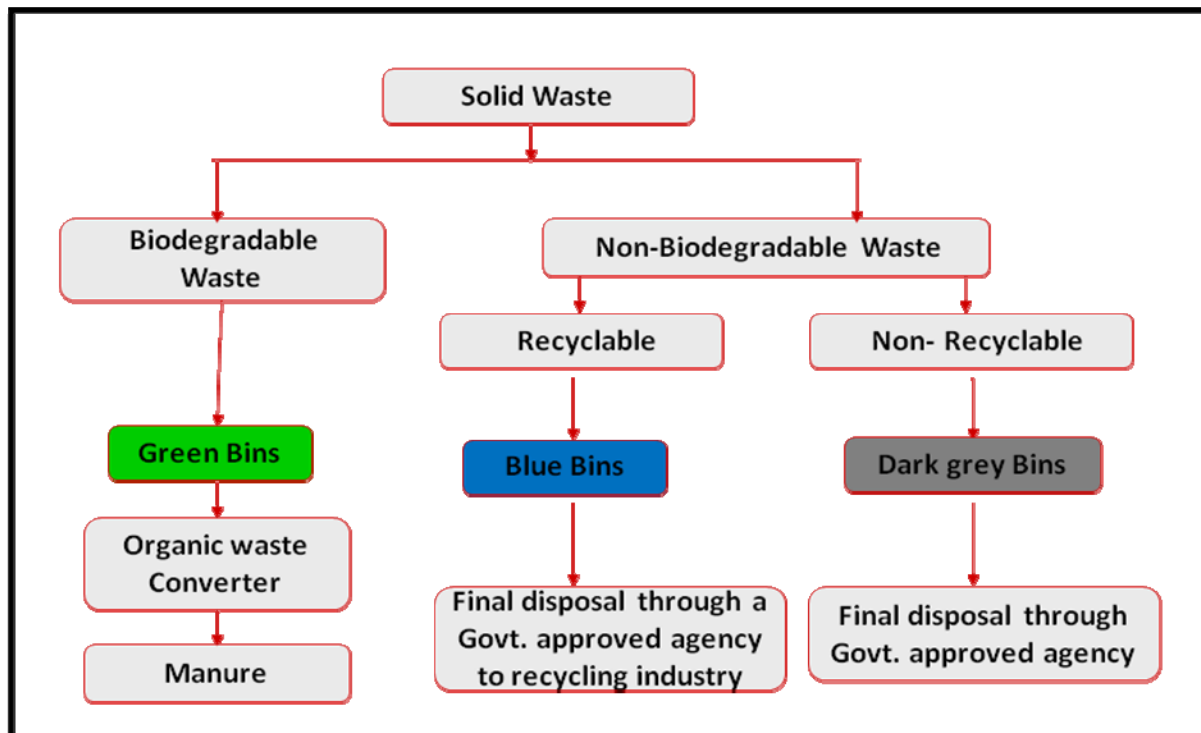 Solid Waste
Biodegradable
Waste
Non-Biodegradable Waste
Recyclable
Non- Recyclable
Green Bins
Blue Bins
Dark grey Bins
Organic waste
Converter
Manure
Final disposal through a
Govt. approved agency
to recycling industry
Final disposal through
Govt. approved agency